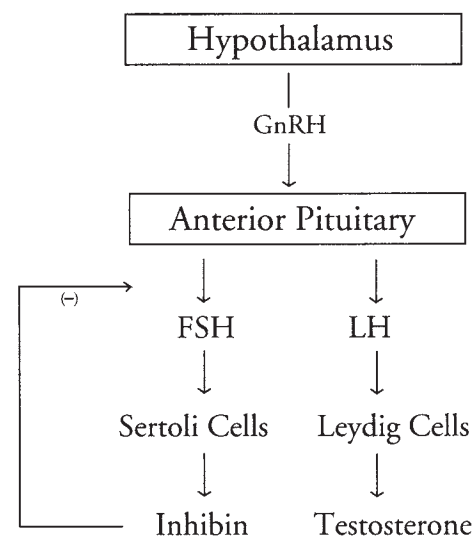 Hypothalamus
GnRH
Anterior Pituitary
(–)
FSH LH
Sertoli Cells Leydig Cells
Inhibin Testosterone